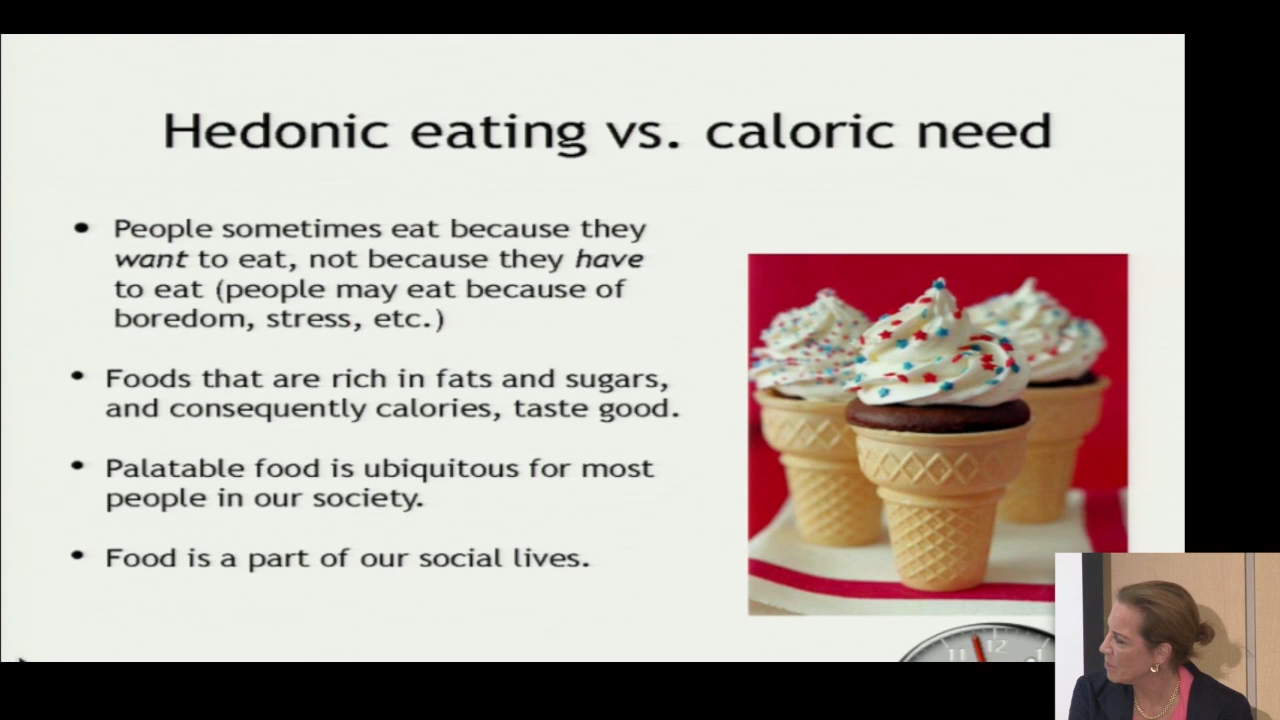 Hedonic eating vs. caloric need
• People sometimes eat because they
want to eat, not because they have
to eat (people may eat because of
boredom, stress, etc.)
• Foods that are rich in fats and sugars,
and consequently calories, taste good.
• Palatable food is ubiquitous for most
people in our society.
• Food is a part of our social lives.
11 12 1